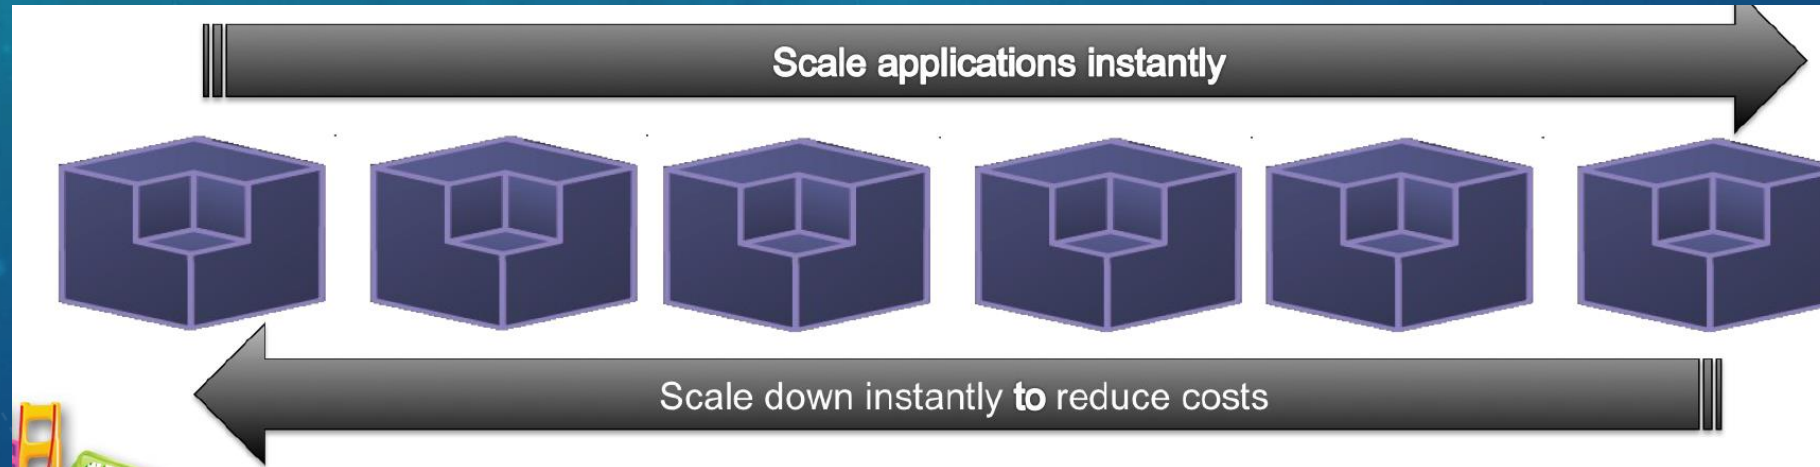 Scale applications instantly
Scale down instantly to reduce costs